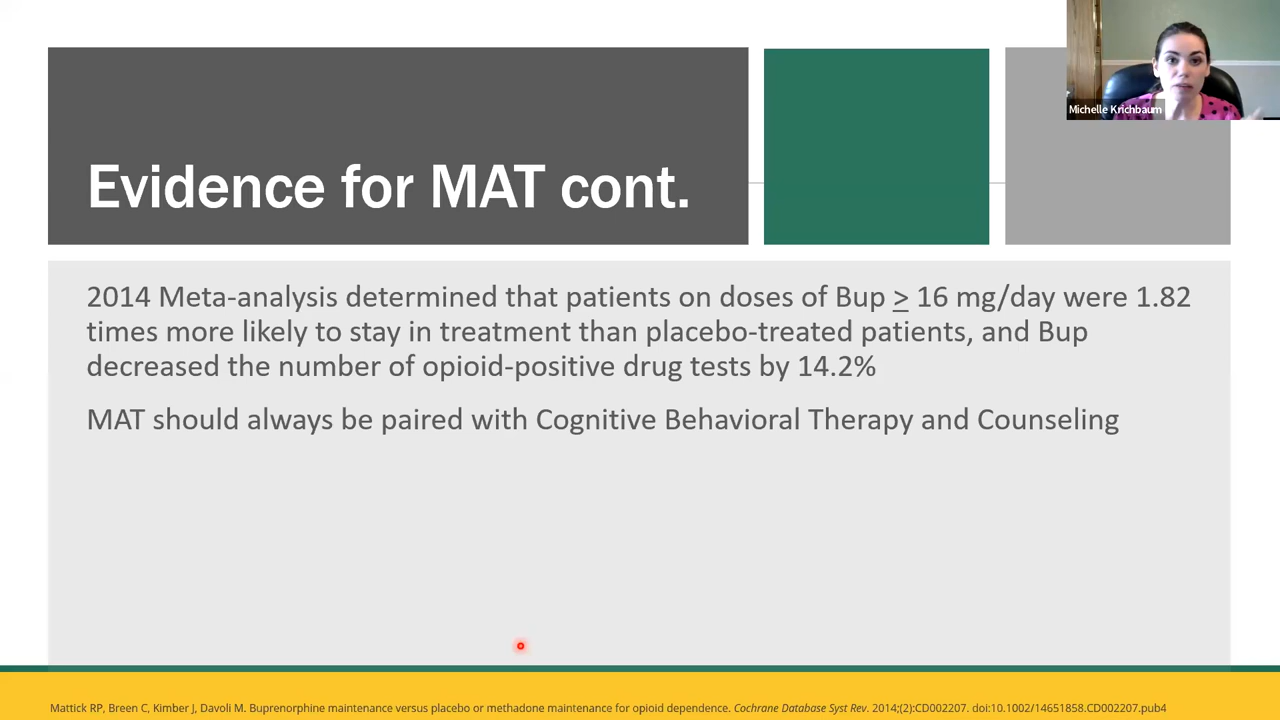 Michelle Krichbaum
Evidence for MAT cont.
2014 Meta-analysis determined that patients on doses of Bup ≥ 16 mg/day were 1.82
times more likely to stay in treatment than placebo-treated patients, and Bup
decreased the number of opioid-positive drug tests by 14.2%
MAT should always be paired with Cognitive Behavioral Therapy and Counseling
Mattick RP, Breen C, Kimber J, Davoli M. Buprenorphine maintenance versus placebo or methadone maintenance for opioid dependence. Cochrane Database Syst Rev. 2014;(2):CD002207. doi:10.1002/14651858.CD002207.pub4